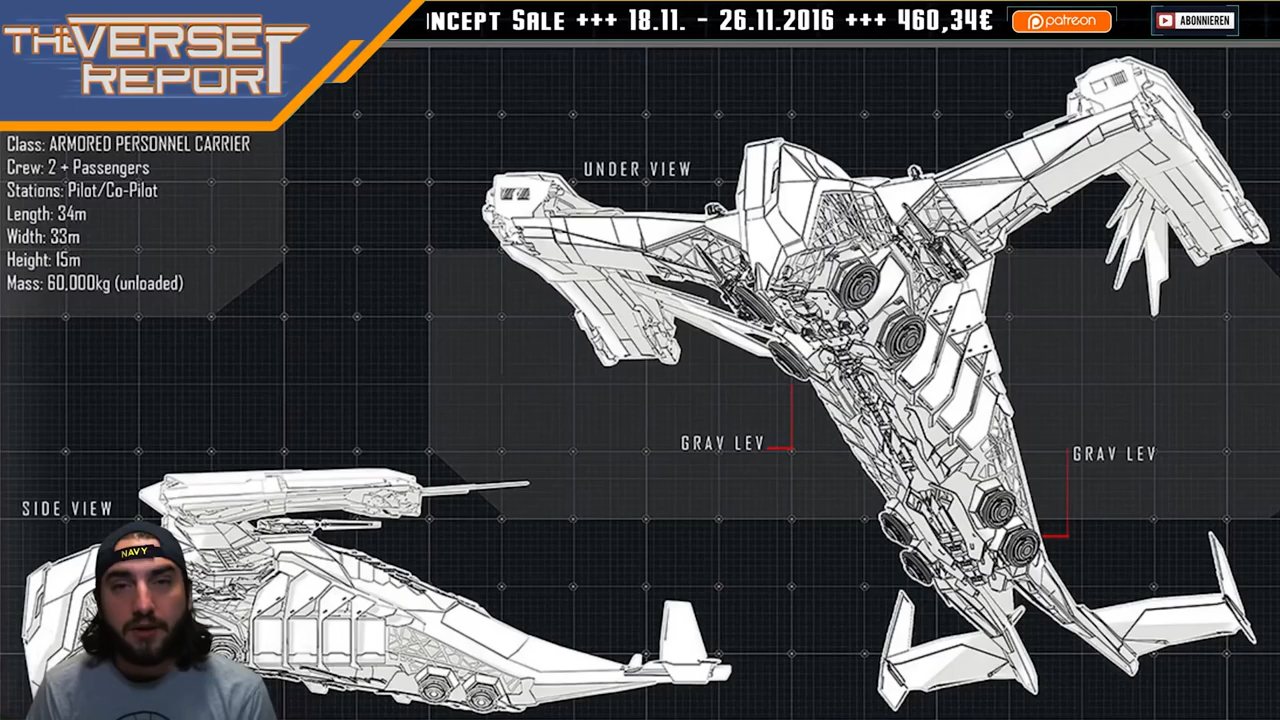 THE VERSE
REPORT
INCEPT SALE +++ 18.11. - 26.11.2016 +++ 460,34€
patreon
ABONNIEREN
Class: ARMORED PERSONNEL CARRIER
Crew: 2 + Passengers
Stations: Pilot/Co-Pilot
Length: 34m
Width: 33m
Height: 15m
Mass: 60,000kg (unloaded)
UNDER VIEW
GRAV LEV
GRAV LEV
SIDE VIEW
NAVY